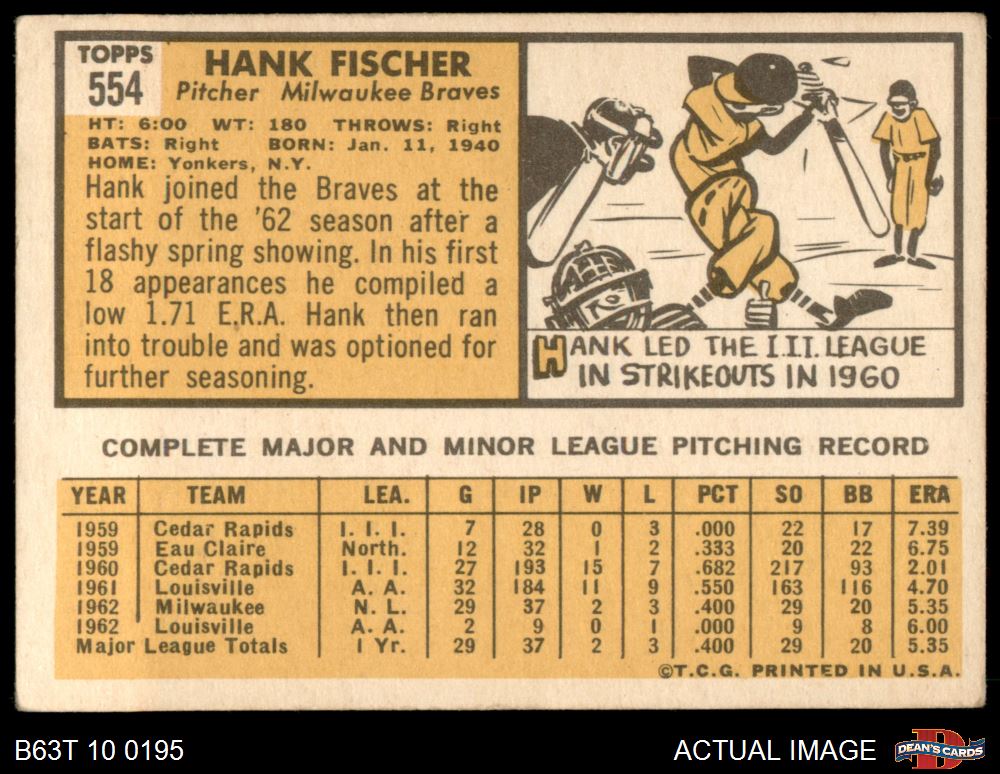 TOPPS
554
HANK FISCHER
Pitcher Milwaukee Braves
HT: 6:00 WT: 180 THROWS: Right
BATS: Right BORN: Jan. 11, 1940
HOME: Yonkers, N.Y.
Hank joined the Braves at the
start of the '62 season after a
flashy spring showing. In his first
18 appearances he compiled a
low 1.71 E.R.A. Hank then ran
into trouble and was optioned for
further seasoning.
HANK LED THE I.I.I. LEAGUE
IN STRIKEOUTS IN 1960
COMPLETE MAJOR AND MINOR LEAGUE PITCHING RECORD
YEAR TEAM LEA. G IP W L PCT SO BB ERA
1959 Cedar Rapids I. I. I. 7 28 0 3 .000 22 17 7.39
1959 Eau Claire North. 12 32 1 2 .333 20 22 6.75
1960 Cedar Rapids I. I. I. 27 193 15 7 .682 217 93 2.01
1961 Louisville A. A. 32 184 11 9 .550 163 116 4.70
1962 Milwaukee N. L. 29 37 2 3 .400 29 20 5.35
1962 Louisville A. A. 2 9 0 1 .000 9 8 6.00
Major League Totals 1 Yr. 29 37 2 3 .400 29 20 5.35
©T.C.G. PRINTED IN U.S.A.
B63T 10 0195
ACTUAL IMAGE
D
DEAN'S CARDS